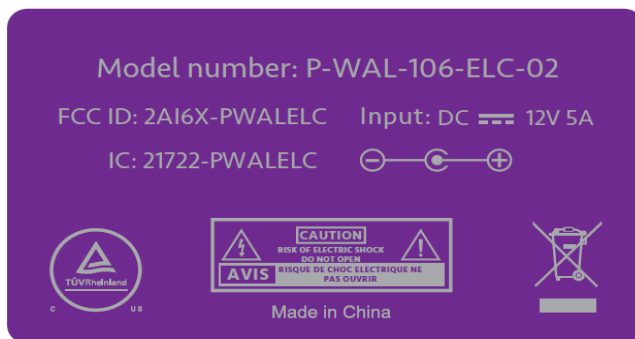 Model number: P-WAL-106-ELC-02
FCC ID: 2AI6X-PWALELC Input: DC 12V 5A
IC: 21722-PWALELC
TÜVRheinland
C US
CAUTION
RISK OF ELECTRIC SHOCK
DO NOT OPEN
AVIS RISQUE DE CHOC ELECTRIQUE NE
PAS OUVRIR
Made in China